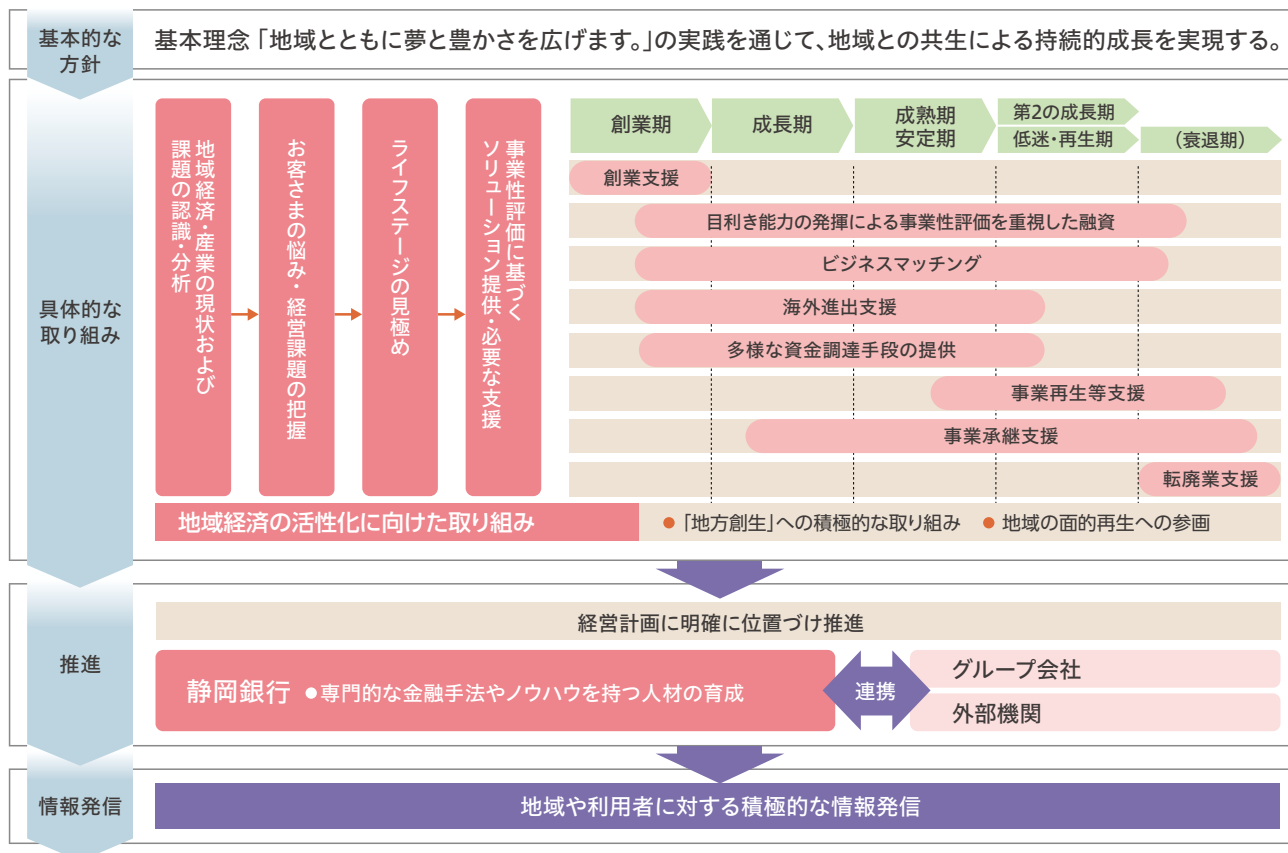 基本的な
方針
基本理念「地域とともに夢と豊かさを広げます。」の実践を通じて、地域との共生による持続的成長を実現する。
具体的な
取り組み
地域経済・産業の現状および
課題の認識・分析
お客さまの悩み・経営課題の把握
ライフステージの見極め
事業性評価に基づく
ソリューション提供・必要な支援
創業期
成長期
成熟期
安定期
第2の成長期
低迷・再生期
(衰退期)
創業支援
目利き能力の発揮による事業性評価を重視した融資
ビジネスマッチング
海外進出支援
多様な資金調達手段の提供
事業再生等支援
事業承継支援
転廃業支援
地域経済の活性化に向けた取り組み
●「地方創生」への積極的な取り組み ●地域の面的再生への参画
推進
経営計画に明確に位置づけ推進
静岡銀行 ●専門的な金融手法やノウハウを持つ人材の育成
連携
グループ会社
外部機関
情報発信
地域や利用者に対する積極的な情報発信